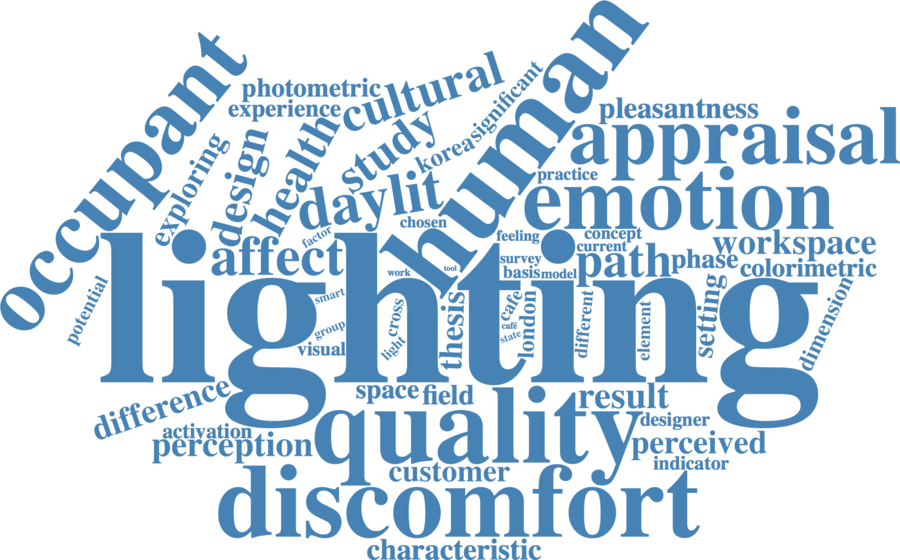 occupant
human
photometric
experience
cultural
significant
pleasantness
appraisal
exploring
design
health
study
korea
practice
daylit
chosen
emotion
factor
affect
feeling
concept
current
workspace
potential
lighting
work
tool
survey
basis
model
path
phase
colorimetric
smart
group
cross
light
visual
thesis
cafe
café
state
london
different
element
setting
dimension
difference
space
field
result
activation
perception
quality
designer
perceived
customer
indicator
discomfort
characteristic